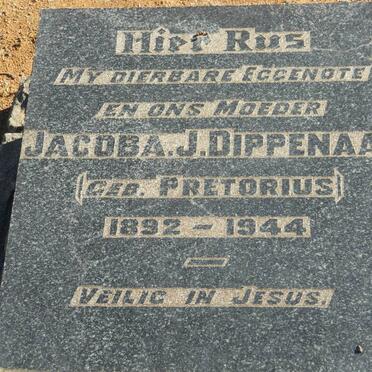 Hier Rus
MY DIERBARE EGGENOTE
EN ONS MOEDER
JACOBA. J. DIPPENAA
(GEB. PRETORIUS)
1892 – 1944
—
VEILIG IN JESUS.